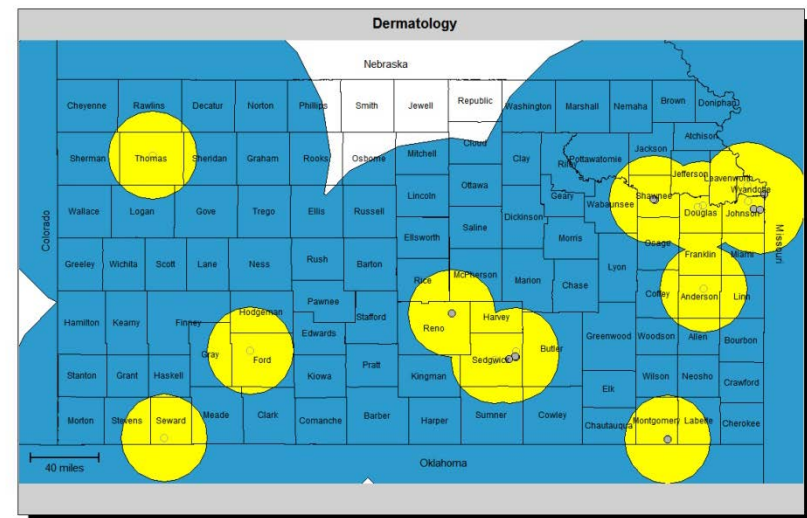 Dermatology
Nebraska
Cheyenne Rawlins Decatur Norton Phillips Smith Jewell Republic Washington Marshall Nemaha Brown Doniphan
Atchison
Sherman Thomas Sheridan Graham Rooks Osborne Mitchell Cloud Clay Riley Pottawatomie Jackson
Jefferson Leavenworth
Wyandotte
Wallace Logan Gove Trego Ellis Russell Lincoln Ottawa Dickinson Geary Wabaunsee Shawnee Douglas Johnson
Colorado
Missouri
Ellsworth Saline Morris Osage Franklin Miami
Greeley Wichita Scott Lane Ness Rush Barton Rice McPherson Marion Chase Lyon Coffey Anderson Linn
Pawnee
Hamilton Kearny Finney Hodgeman Edwards Stafford Reno Harvey Greenwood Woodson Allen Bourbon
Gray Ford Sedgwick Butler
Stanton Grant Haskell Kiowa Pratt Kingman Elk Wilson Neosho Crawford
Morton Stevens Seward Meade Clark Comanche Barber Harper Sumner Cowley Chautauqua Montgomery Labette Cherokee
40 miles
Oklahoma